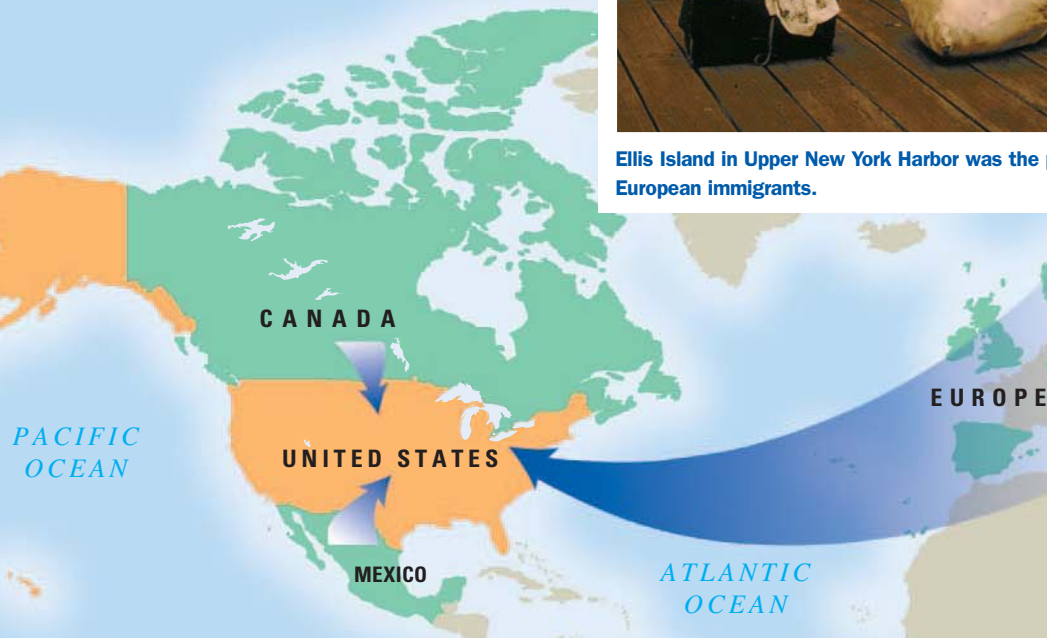 Ellis Island in Upper New York Harbor was the
European immigrants.
CANADA
EUROPE
PACIFIC
OCEAN
UNITED STATES
MEXICO
ATLANTIC
OCEAN